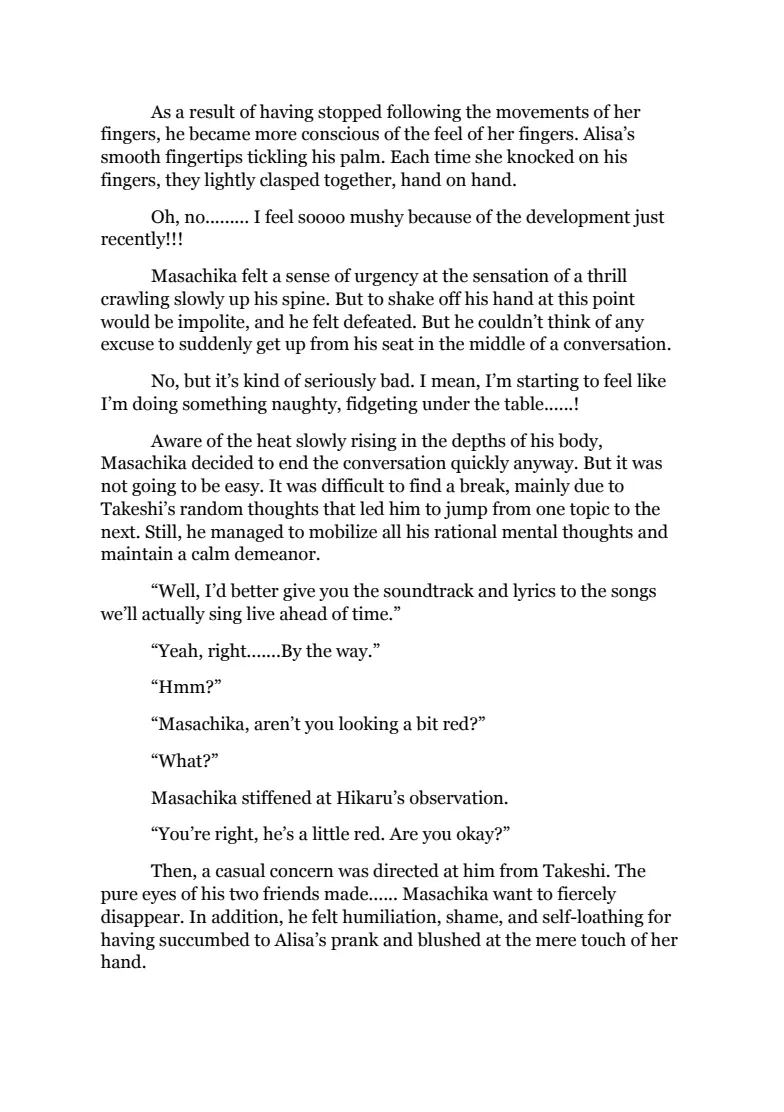 As a result of having stopped following the movements of her
fingers, he became more conscious of the feel of her fingers. Alisa’s
smooth fingertips tickling his palm. Each time she knocked on his
fingers, they lightly clasped together, hand on hand.
Oh, no......... I feel soooo mushy because of the development just
recently!!!
Masachika felt a sense of urgency at the sensation of a thrill
crawling slowly up his spine. But to shake off his hand at this point
would be impolite, and he felt defeated. But he couldn’t think of any
excuse to suddenly get up from his seat in the middle of a conversation.
No, but it’s kind of seriously bad. I mean, I’m starting to feel like
I’m doing something naughty, fidgeting under the table......!
Aware of the heat slowly rising in the depths of his body,
Masachika decided to end the conversation quickly anyway. But it was
not going to be easy. It was difficult to find a break, mainly due to
Takeshi’s random thoughts that led him to jump from one topic to the
next. Still, he managed to mobilize all his rational mental thoughts and
maintain a calm demeanor.
“Well, I’d better give you the soundtrack and lyrics to the songs
we’ll actually sing live ahead of time.”
“Yeah, right.......By the way.”
“Hmm?”
“Masachika, aren’t you looking a bit red?”
“What?”
Masachika stiffened at Hikaru’s observation.
“You’re right, he’s a little red. Are you okay?”
Then, a casual concern was directed at him from Takeshi. The
pure eyes of his two friends made...... Masachika want to fiercely
disappear. In addition, he felt humiliation, shame, and self-loathing for
having succumbed to Alisa’s prank and blushed at the mere touch of her
hand.